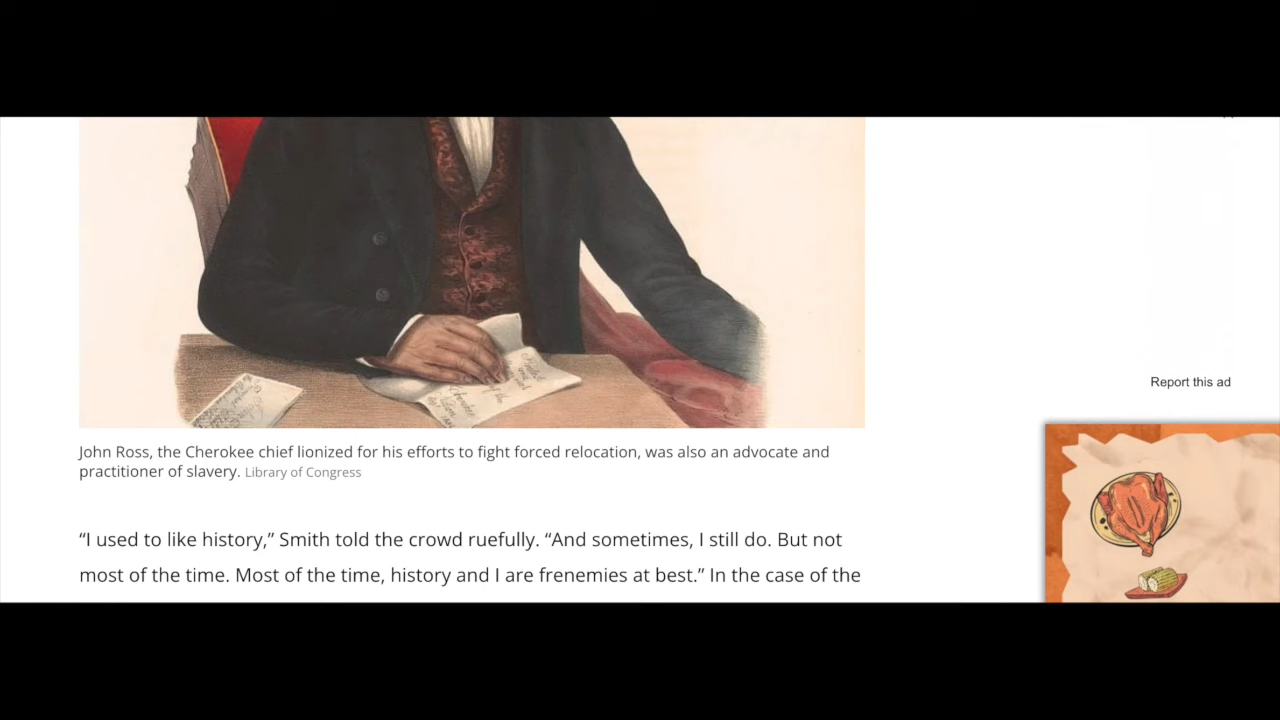 Report this ad
John Ross, the Cherokee chief lionized for his efforts to fight forced relocation, was also an advocate and
practitioner of slavery. Library of Congress
“I used to like history,” Smith told the crowd ruefully. “And sometimes, I still do. But not
most of the time. Most of the time, history and I are frenemies at best.” In the case of the